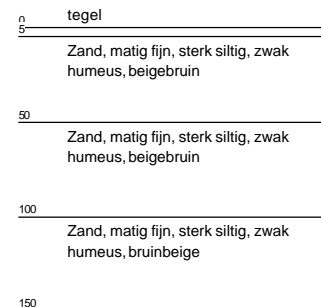 0 tegel
5
Zand, matig fijn, sterk siltig, zwak
humeus, beigebruin
50
Zand, matig fijn, sterk siltig, zwak
humeus, beigebruin
100
Zand, matig fijn, sterk siltig, zwak
humeus, bruinbeige
150